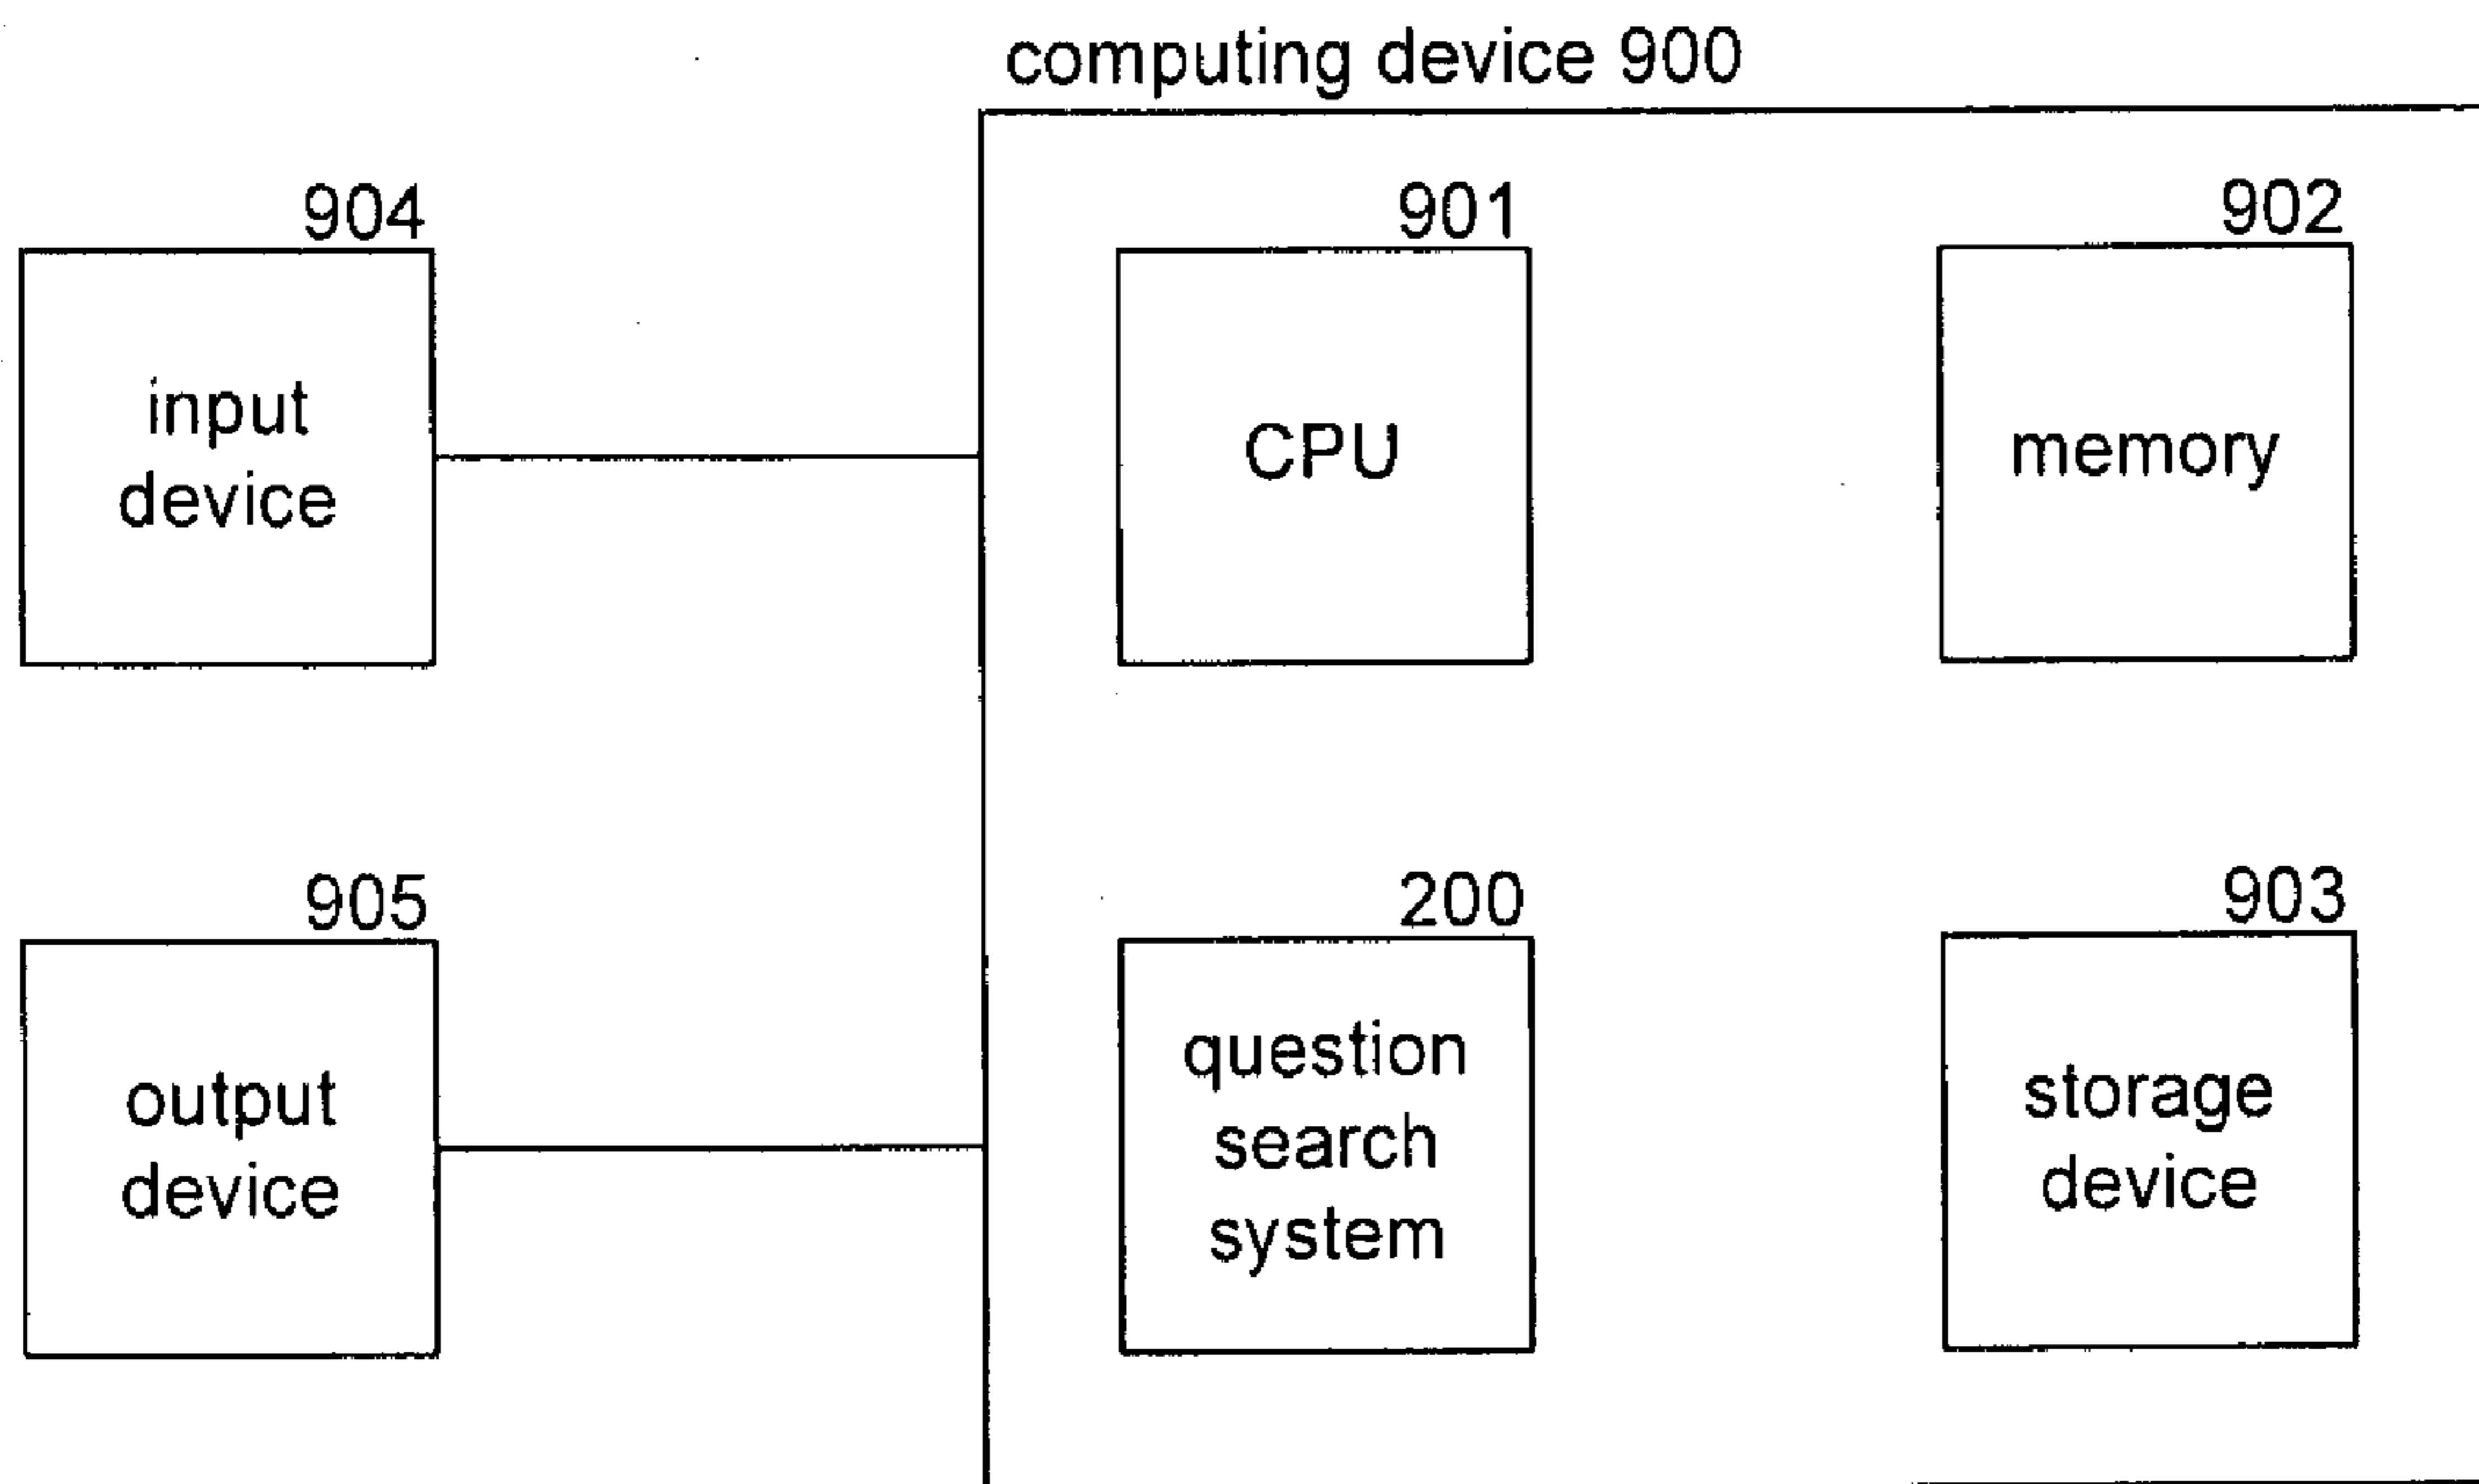 computing device 900
904
input
device
901
CPU
902
memory
905
output
device
200
question
search
system
903
storage
device